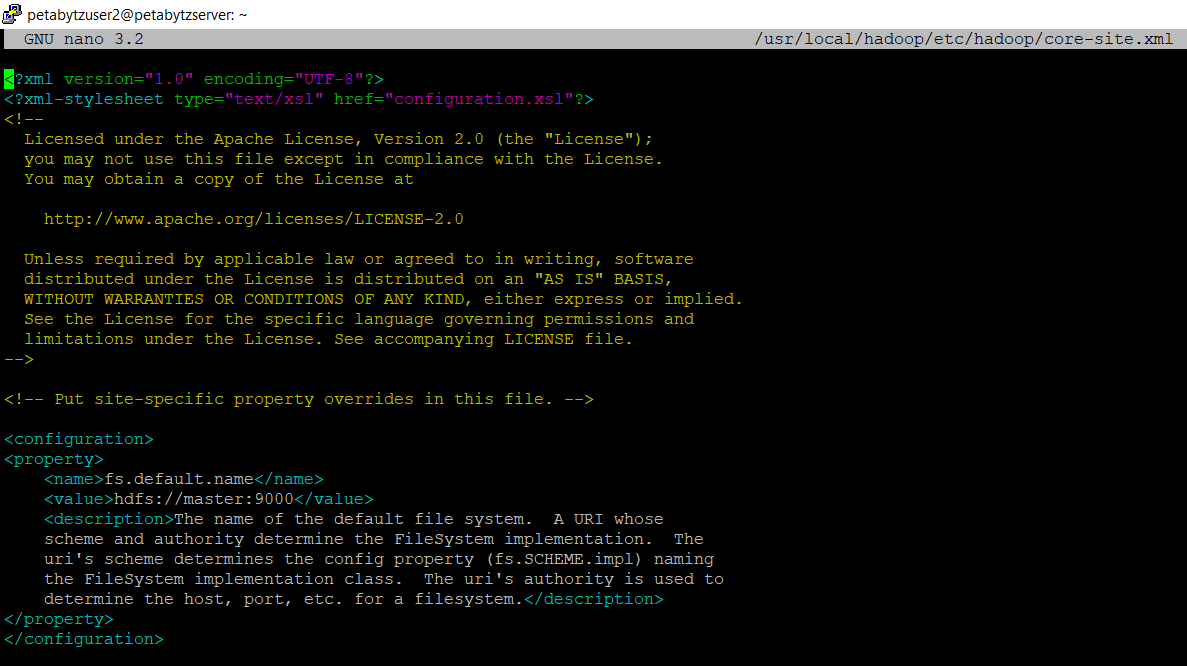 petabytzuser2@petabytzserver: ~
GNU nano 3.2 /usr/local/hadoop/etc/hadoop/core-site.xml
<?xml version="1.0" encoding="UTF-8"?>
<?xml-stylesheet type="text/xsl" href="configuration.xsl"?>
<!--
  Licensed under the Apache License, Version 2.0 (the "License");
  you may not use this file except in compliance with the License.
  You may obtain a copy of the License at
    http://www.apache.org/licenses/LICENSE-2.0
  Unless required by applicable law or agreed to in writing, software
  distributed under the License is distributed on an "AS IS" BASIS,
  WITHOUT WARRANTIES OR CONDITIONS OF ANY KIND, either express or implied.
  See the License for the specific language governing permissions and
  limitations under the License. See accompanying LICENSE file.
-->
<!-- Put site-specific property overrides in this file. -->
<configuration>
<property>
    <name>fs.default.name</name>
    <value>hdfs://master:9000</value>
    <description>The name of the default file system.  A URI whose
    scheme and authority determine the FileSystem implementation.  The
    uri's scheme determines the config property (fs.SCHEME.impl) naming
    the FileSystem implementation class.  The uri's authority is used to
    determine the host, port, etc. for a filesystem.</description>
</property>
</configuration>